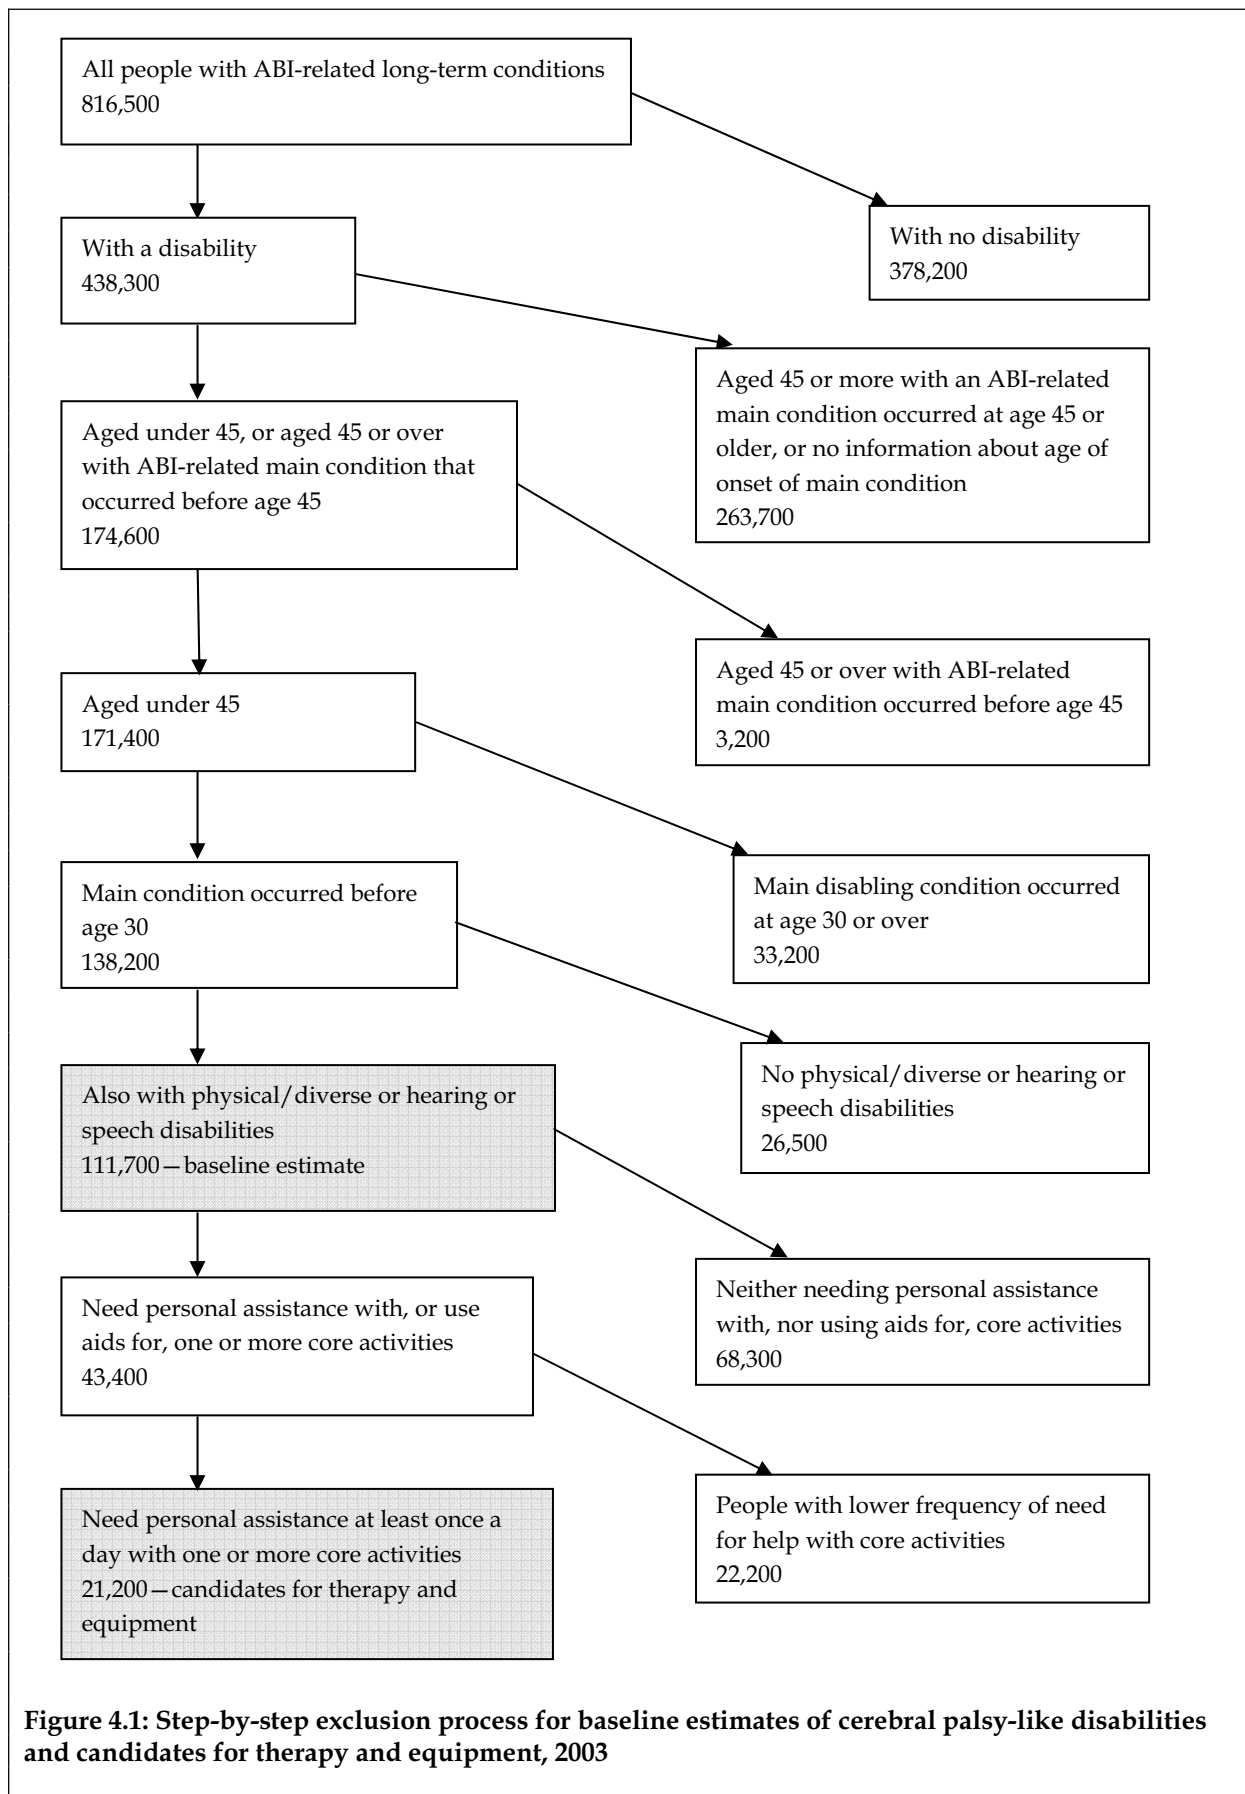 All people with ABI-related long-term conditions
816,500
With no disability
378,200
With a disability
438,300
Aged 45 or more with an ABI-related
main condition occurred at age 45 or
older, or no information about age of
onset of main condition
263,700
Aged under 45, or aged 45 or over
with ABI-related main condition that
occurred before age 45
174,600
Aged 45 or over with ABI-related
main condition occurred before age 45
3,200
Aged under 45
171,400
Main disabling condition occurred
at age 30 or over
33,200
Main condition occurred before
age 30
138,200
No physical/diverse or hearing or
speech disabilities
26,500
Also with physical/diverse or hearing or
speech disabilities
111,700—baseline estimate
Neither needing personal assistance
with, nor using aids for, core activities
68,300
Need personal assistance with, or use
aids for, one or more core activities
43,400
People with lower frequency of need
for help with core activities
22,200
Need personal assistance at least once a
day with one or more core activities
21,200—candidates for therapy and
equipment
Figure 4.1: Step-by-step exclusion process for baseline estimates of cerebral palsy-like disabilities
and candidates for therapy and equipment, 2003